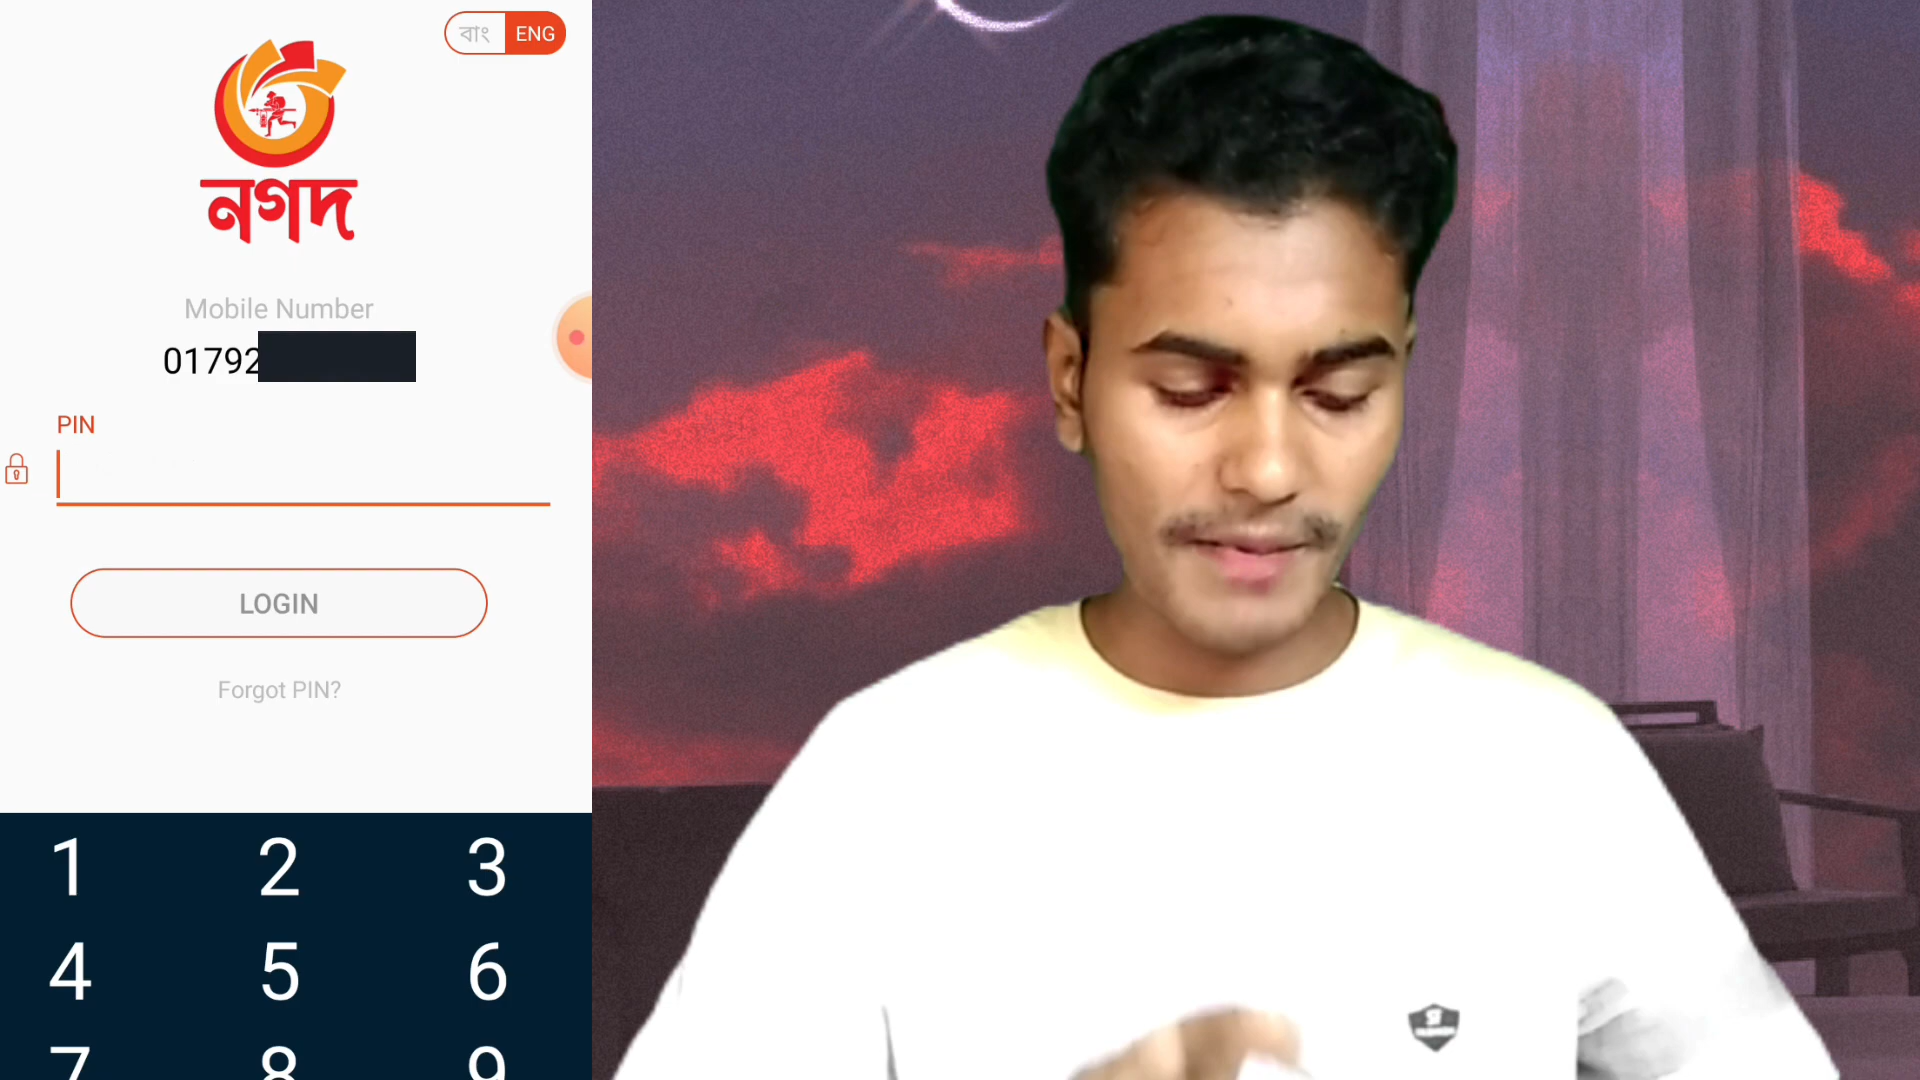 বাং ENG
নগদ
Mobile Number
01792
PIN
LOGIN
Forgot PIN?
1 2 3
4 5 6
7 8 9